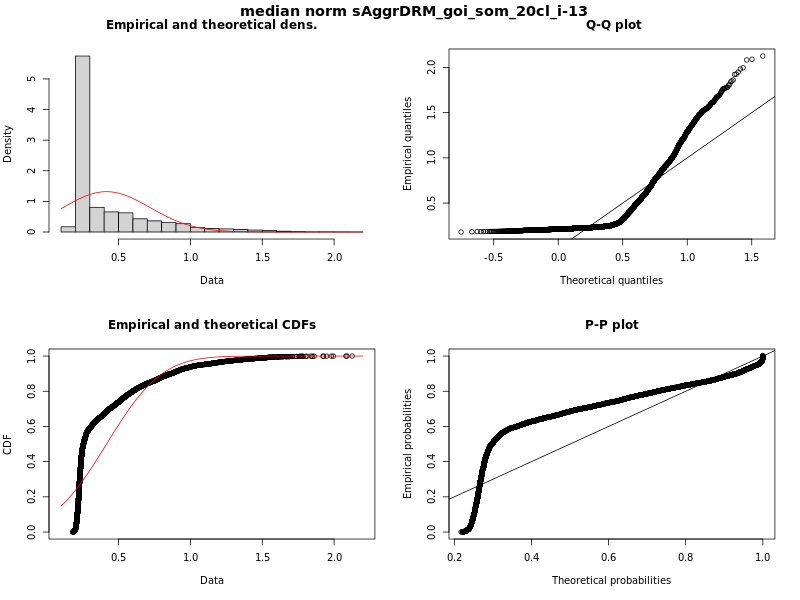 median norm sAggrDRM_goi_som_20cl_i-13
Empirical and theoretical dens.
Density
0 1 2 3 4 5
0.5 1.0 1.5 2.0
Data
Q-Q plot
Empirical quantiles
0.5 1.0 1.5 2.0
-0.5 0.0 0.5 1.0 1.5
Theoretical quantiles
Empirical and theoretical CDFs
CDF
0.0 0.2 0.4 0.6 0.8 1.0
0.5 1.0 1.5 2.0
Data
P-P plot
Empirical probabilities
0.0 0.2 0.4 0.6 0.8 1.0
0.2 0.4 0.6 0.8 1.0
Theoretical probabilities